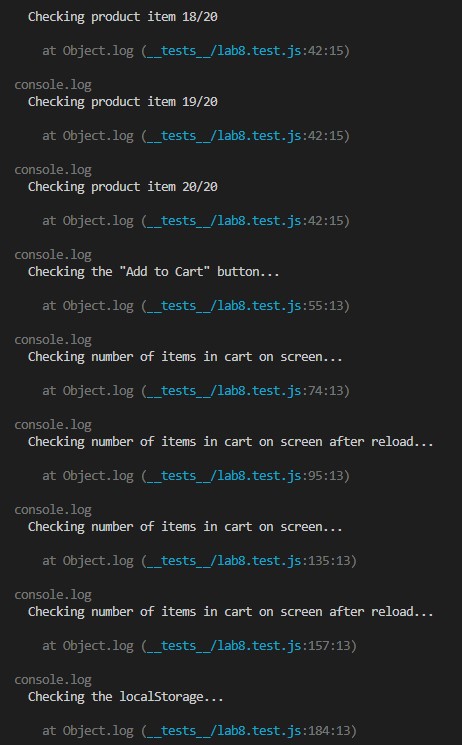 Checking product item 18/20
at Object.log (__tests__/lab8.test.js:42:15)
console.log
Checking product item 19/20
at Object.log (__tests__/lab8.test.js:42:15)
console.log
Checking product item 20/20
at Object.log (__tests__/lab8.test.js:42:15)
console.log
Checking the "Add to Cart" button...
at Object.log (__tests__/lab8.test.js:55:13)
console.log
Checking number of items in cart on screen...
at Object.log (__tests__/lab8.test.js:74:13)
console.log
Checking number of items in cart on screen after reload...
at Object.log (__tests__/lab8.test.js:95:13)
console.log
Checking number of items in cart on screen...
at Object.log (__tests__/lab8.test.js:135:13)
console.log
Checking number of items in cart on screen after reload...
at Object.log (__tests__/lab8.test.js:157:13)
console.log
Checking the localStorage...
at Object.log (__tests__/lab8.test.js:184:13)